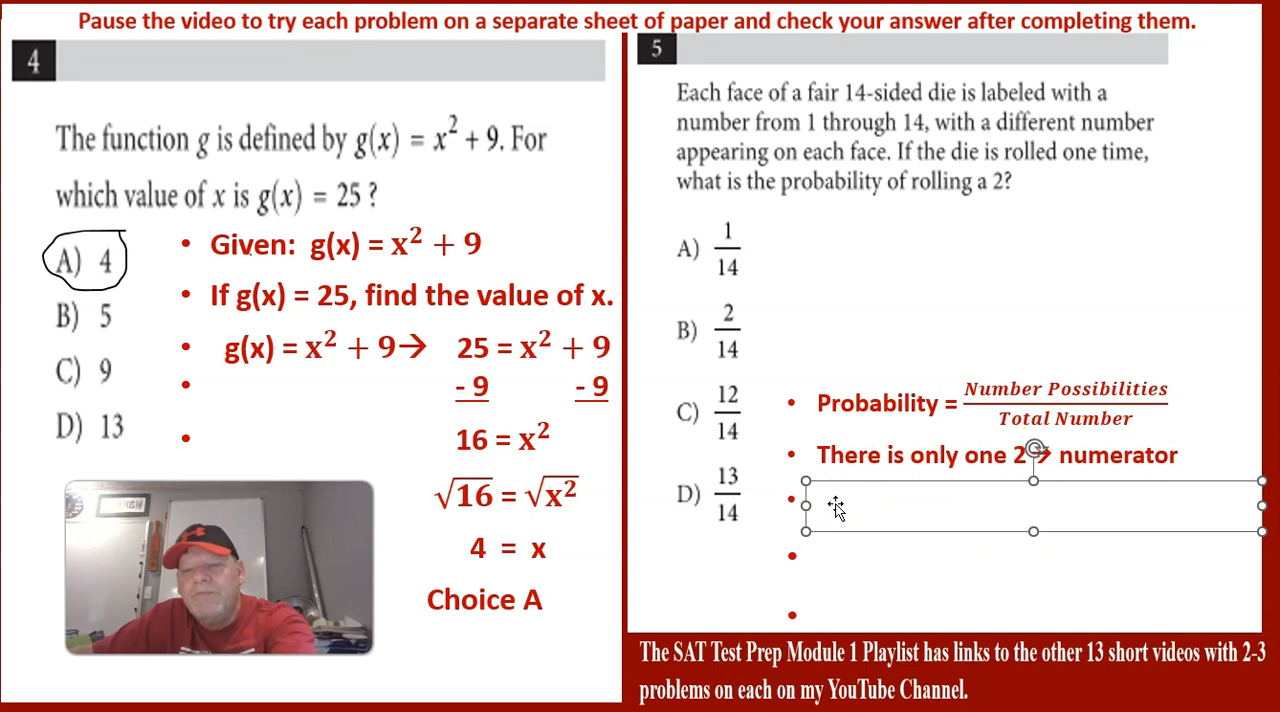 Pause the video to try each problem on a separate sheet of paper and check your answer after completing them.
4
The function g is defined by g(x) = x² + 9. For
which value of x is g(x) = 25 ?
A) 4
B) 5
C) 9
D) 13
• Given: g(x) = x² + 9
• If g(x) = 25, find the value of x.
• g(x) = x² + 9→ 25 = x² + 9
• - 9 - 9
• 16 = x²
√16 = √x²
4 = x
Choice A
5
Each face of a fair 14-sided die is labeled with a
number from 1 through 14, with a different number
appearing on each face. If the die is rolled one time,
what is the probability of rolling a 2?
A) 1/14
B) 2/14
C) 12/14
D) 13/14
• Probability = Number Possibilities / Total Number
• There is only one 2 → numerator
The SAT Test Prep Module 1 Playlist has links to the other 13 short videos with 2-3
problems on each on my YouTube Channel.